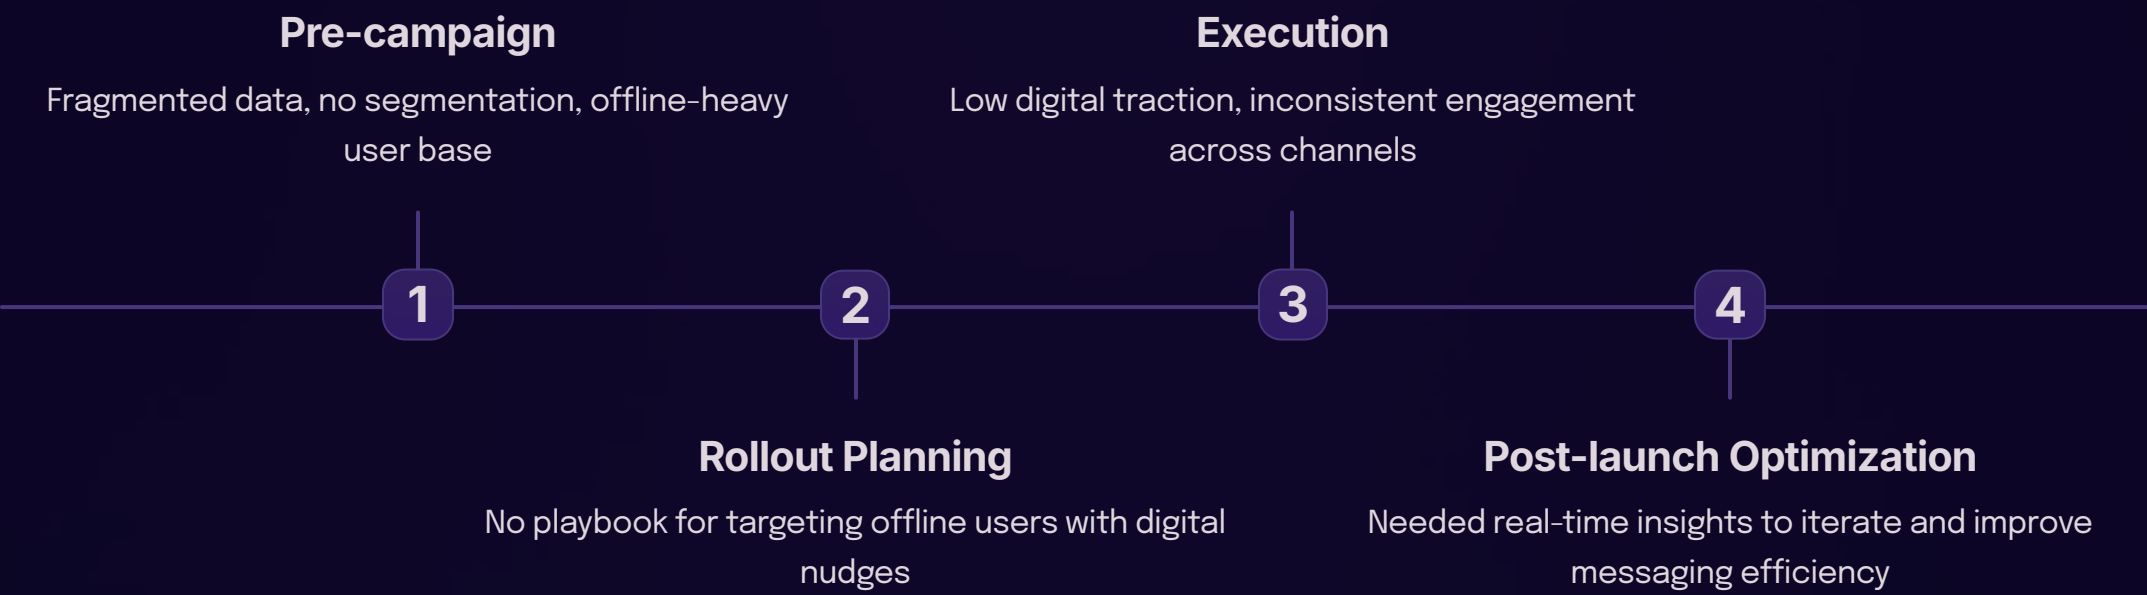 Pre-campaign
Fragmented data, no segmentation, offline-heavy
user base
Execution
Low digital traction, inconsistent engagement
across channels
1
2
3
4
Rollout Planning
No playbook for targeting offline users with digital
nudges
Post-launch Optimization
Needed real-time insights to iterate and improve
messaging efficiency